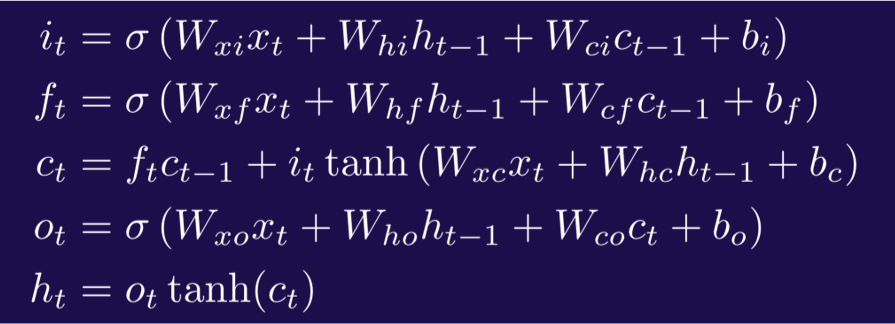 i_t = σ (W_{xi}x_t + W_{hi}h_{t−1} + W_{ci}c_{t−1} + b_i)
f_t = σ (W_{xf}x_t + W_{hf}h_{t−1} + W_{cf}c_{t−1} + b_f)
c_t = f_tc_{t−1} + i_t tanh (W_{xc}x_t + W_{hc}h_{t−1} + b_c)
o_t = σ (W_{xo}x_t + W_{ho}h_{t−1} + W_{co}c_t + b_o)
h_t = o_t tanh(c_t)